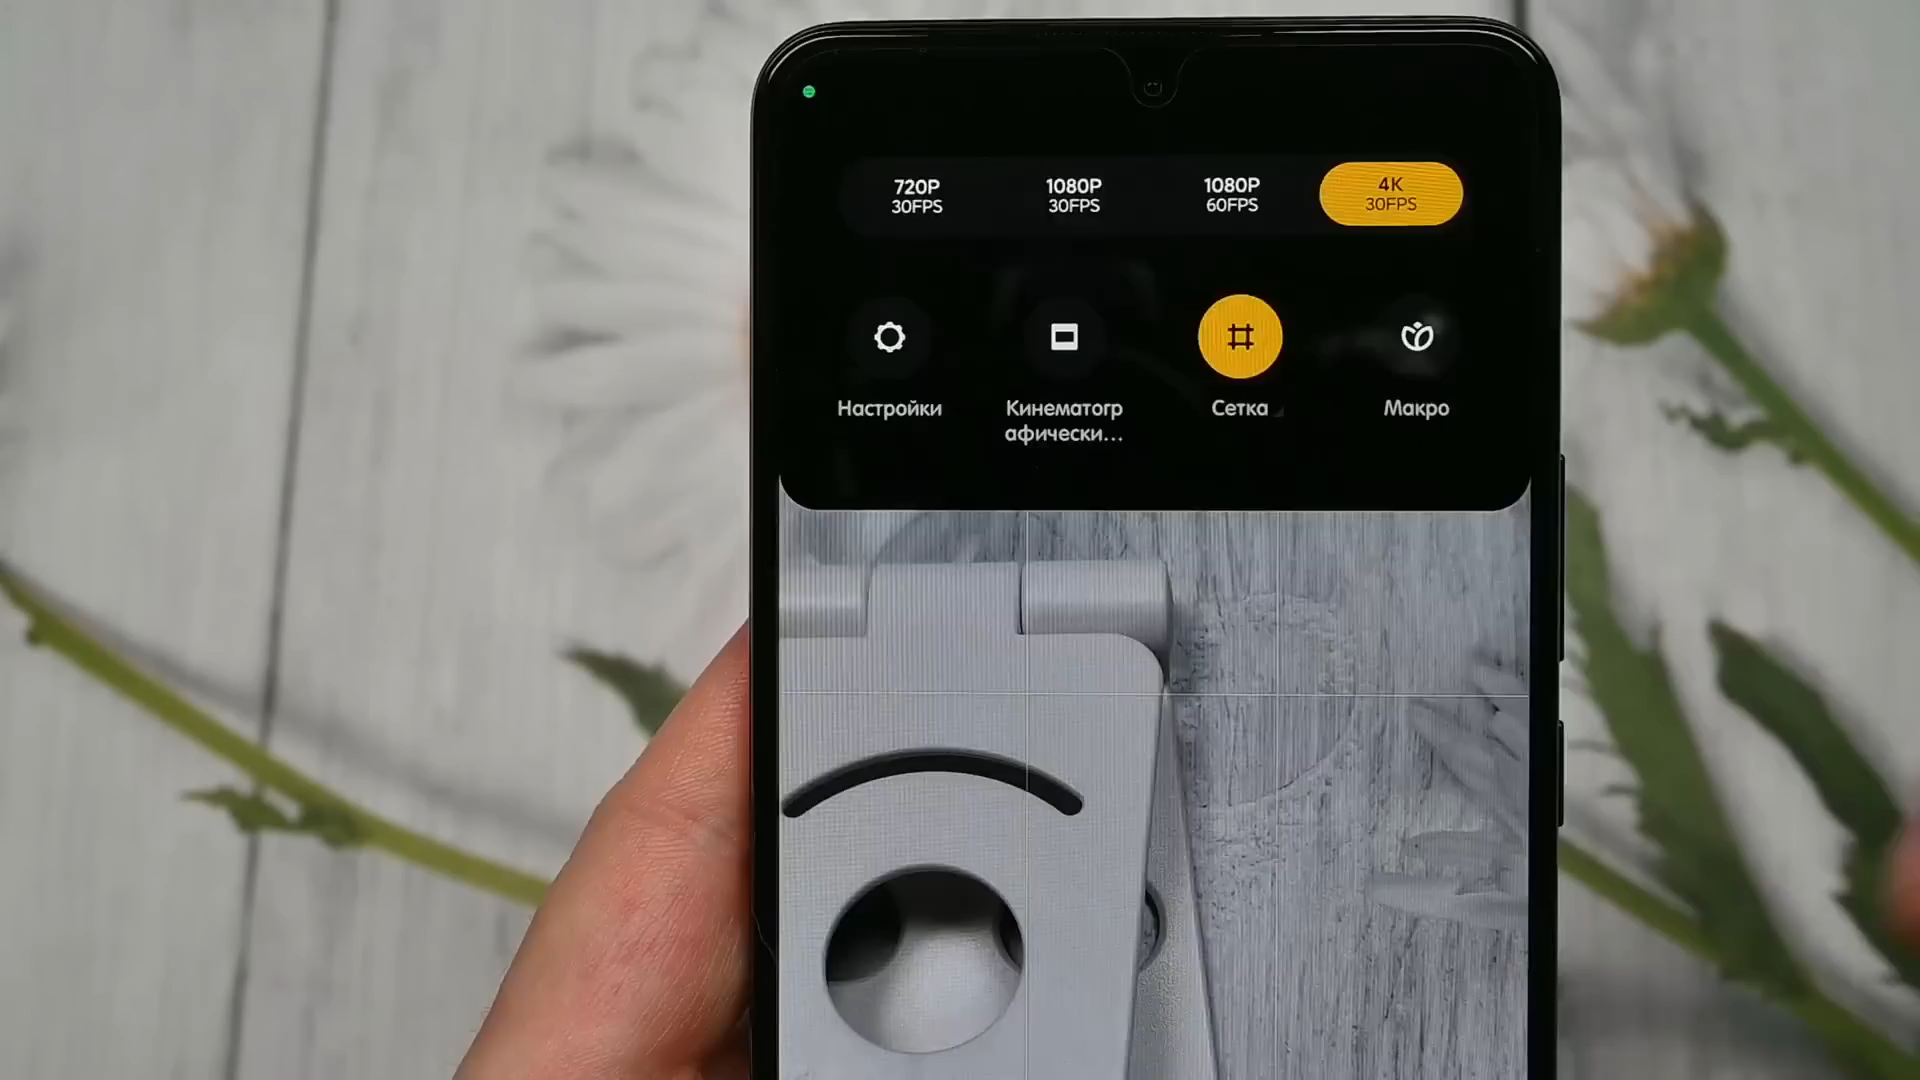 720P
30FPS
1080P
30FPS
1080P
60FPS
4K
30FPS
Настройки
Кинематогр
афически...
Сетка
Макро